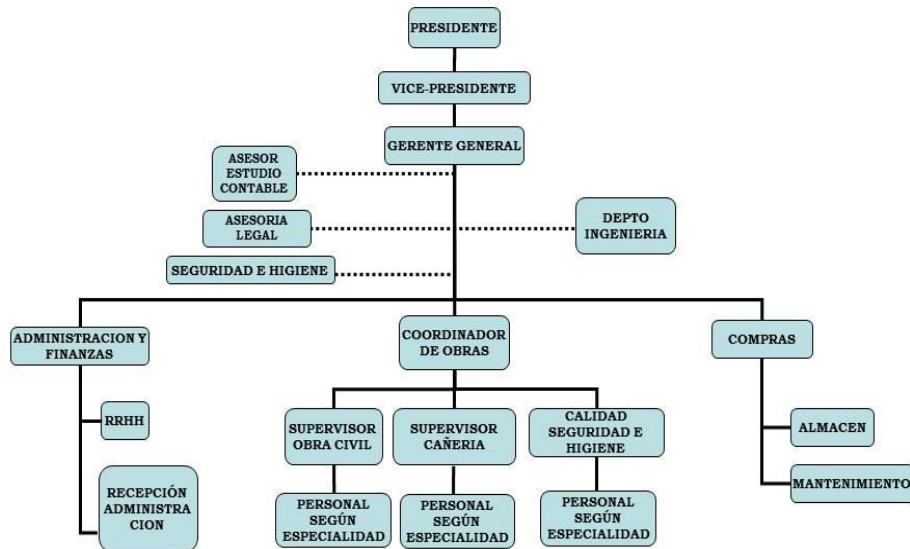 PRESIDENTE
VICE-PRESIDENTE
GERENTE GENERAL
ASESOR
ESTUDIO
CONTABLE
ASESORIA
LEGAL
DEPTO
INGENIERIA
SEGURIDAD E HIGIENE
ADMINISTRACION Y
FINANZAS
COORDINADOR
DE OBRAS
COMPRAS
RRHH
RECEPCIÓN
ADMINISTRA
CION
SUPERVISOR
OBRA CIVIL
SUPERVISOR
CAÑERIA
CALIDAD
SEGURIDAD E
HIGIENE
PERSONAL
SEGÚN
ESPECIALIDAD
PERSONAL
SEGÚN
ESPECIALIDAD
PERSONAL
SEGÚN
ESPECIALIDAD
ALMACEN
MANTENIMIENTO